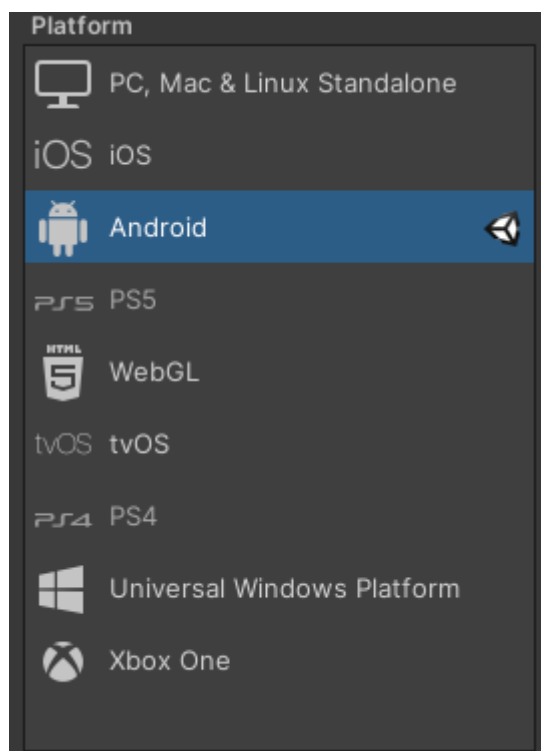 Platform
PC, Mac & Linux Standalone
iOS iOS
Android
PS5 PS5
HTML
5 WebGL
tvOS tvOS
PS4 PS4
Universal Windows Platform
Xbox One